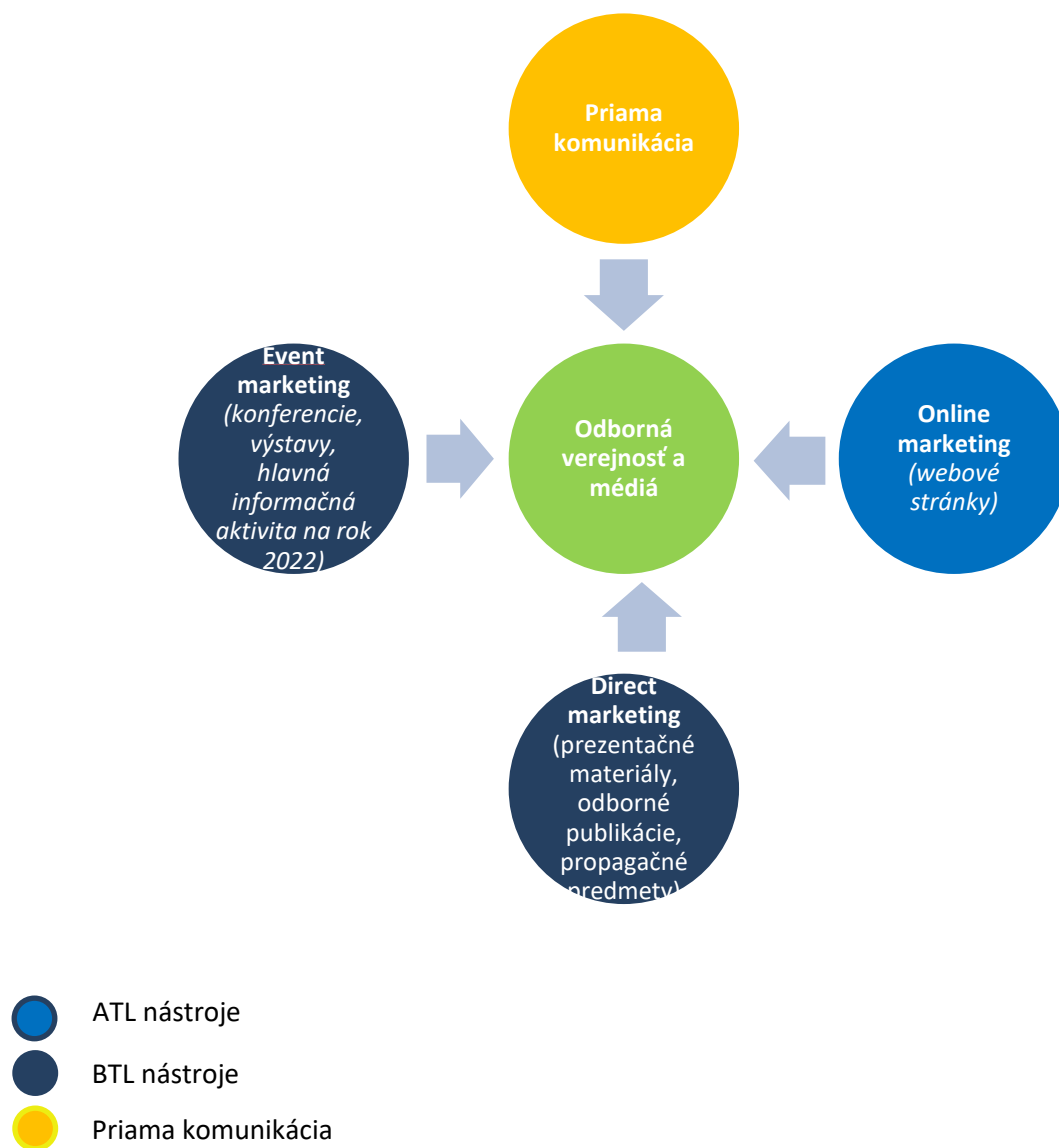 Priama
komunikácia
Event
marketing
(konferencie,
výstavy,
hlavná
informačná
aktivita na rok
2022)
Odborná
verejnosť a
médiá
Online
marketing
(webové
stránky)
Direct
marketing
(prezentačné
materiály,
odborné
publikácie,
propagačné
predmety)
ATL nástroje
BTL nástroje
Priama komunikácia